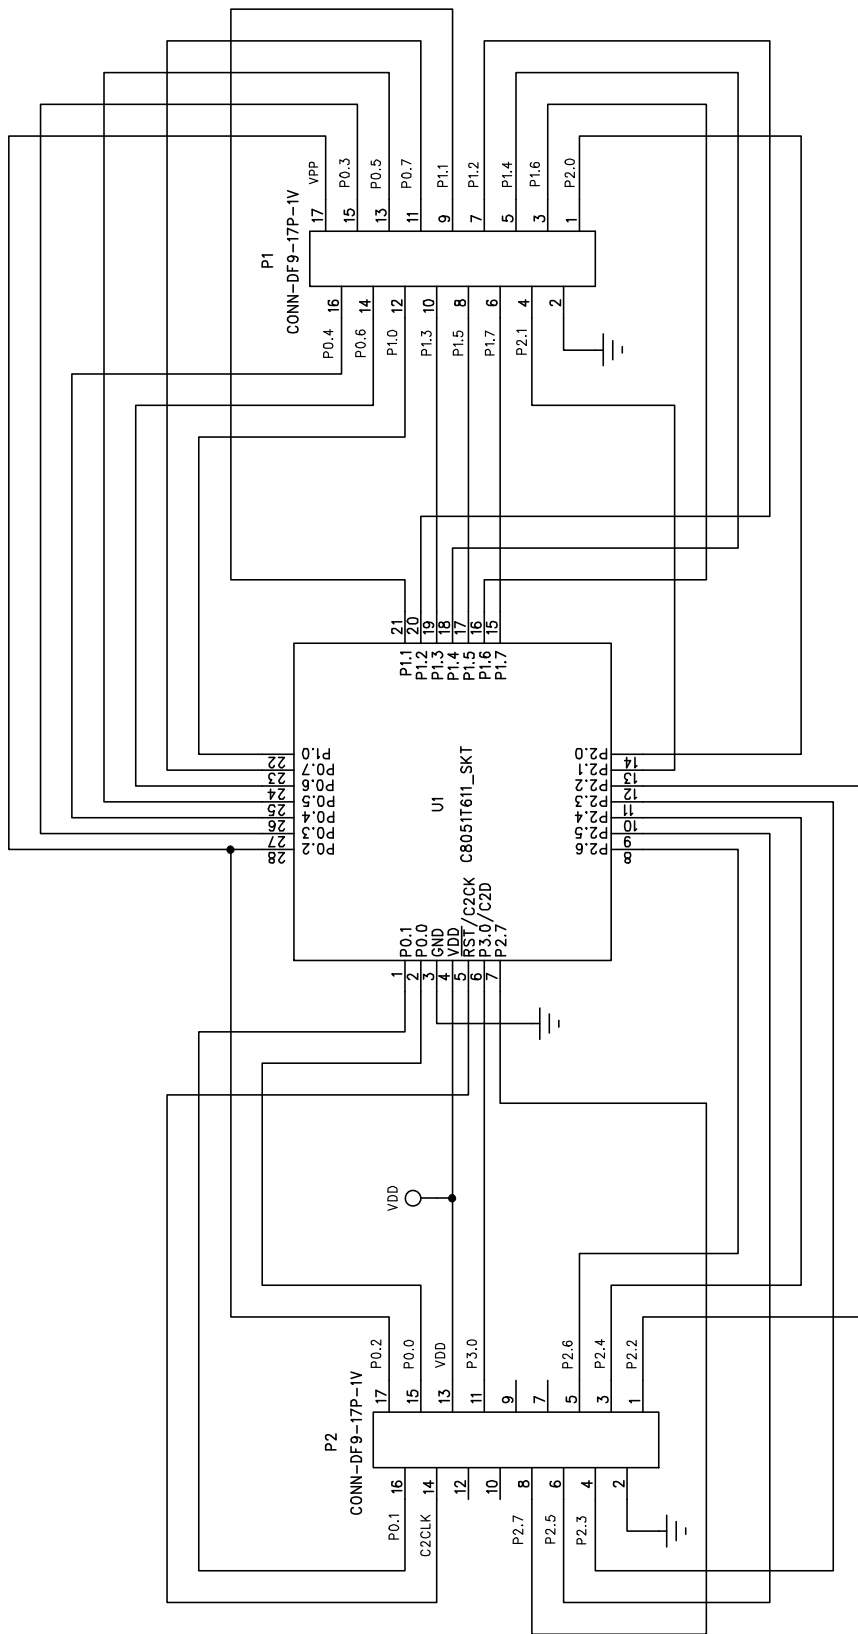 P1
CONN-DF9-17P-1V
17
VPP
15
P0.3
13
P0.5
11
P0.7
9
P1.1
7
P1.2
5
P1.4
3
P1.6
1
P2.0
16
P0.4
14
P0.6
12
P1.0
10
P1.3
8
P1.5
6
P1.7
4
P2.1
2
21
20
19
18
17
16
15
P1.1
P1.2
P1.3
P1.4
P1.5
P1.6
P1.7
22
23
24
25
26
27
28
P1.0
P0.7
P0.6
P0.5
P0.4
P0.3
P0.2
U1
C8051T611_SKT
P2.0
P2.1
P2.2
P2.3
P2.4
P2.5
P2.6
14
13
12
11
10
9
8
P0.1
P0.0
GND
VDD
RST/C2CK
P3.0/C2D
P2.7
1
2
3
4
5
6
7
VDD
P2
CONN-DF9-17P-1V
P0.2
17
P0.0
15
VDD
13
P3.0
11
9
7
P2.6
5
P2.4
3
P2.2
1
16
P0.1
14
C2CLK
12
10
8
P2.7
6
P2.5
4
P2.3
2